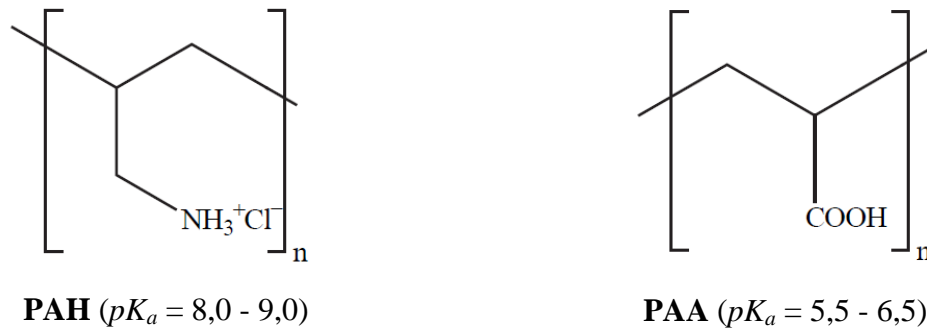 NH₃⁺Cl⁻
n
COOH
n
PAH (pKₐ = 8,0 - 9,0)
PAA (pKₐ = 5,5 - 6,5)